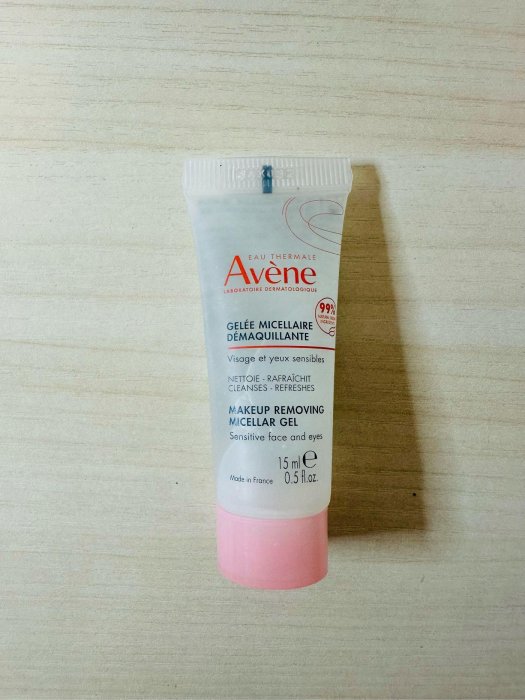 EAU THERMALE
Avène
LABORATOIRE DERMATOLOGIQUE
99%
GELÉE MICELLAIRE
DÉMAQUILLANTE
Visage et yeux sensibles
NETTOIE - RAFRAÎCHIT
CLEANSES - REFRESHES
MAKEUP REMOVING
MICELLAR GEL
Sensitive face and eyes
15 ml e
Made in France 0.5 fl.oz.